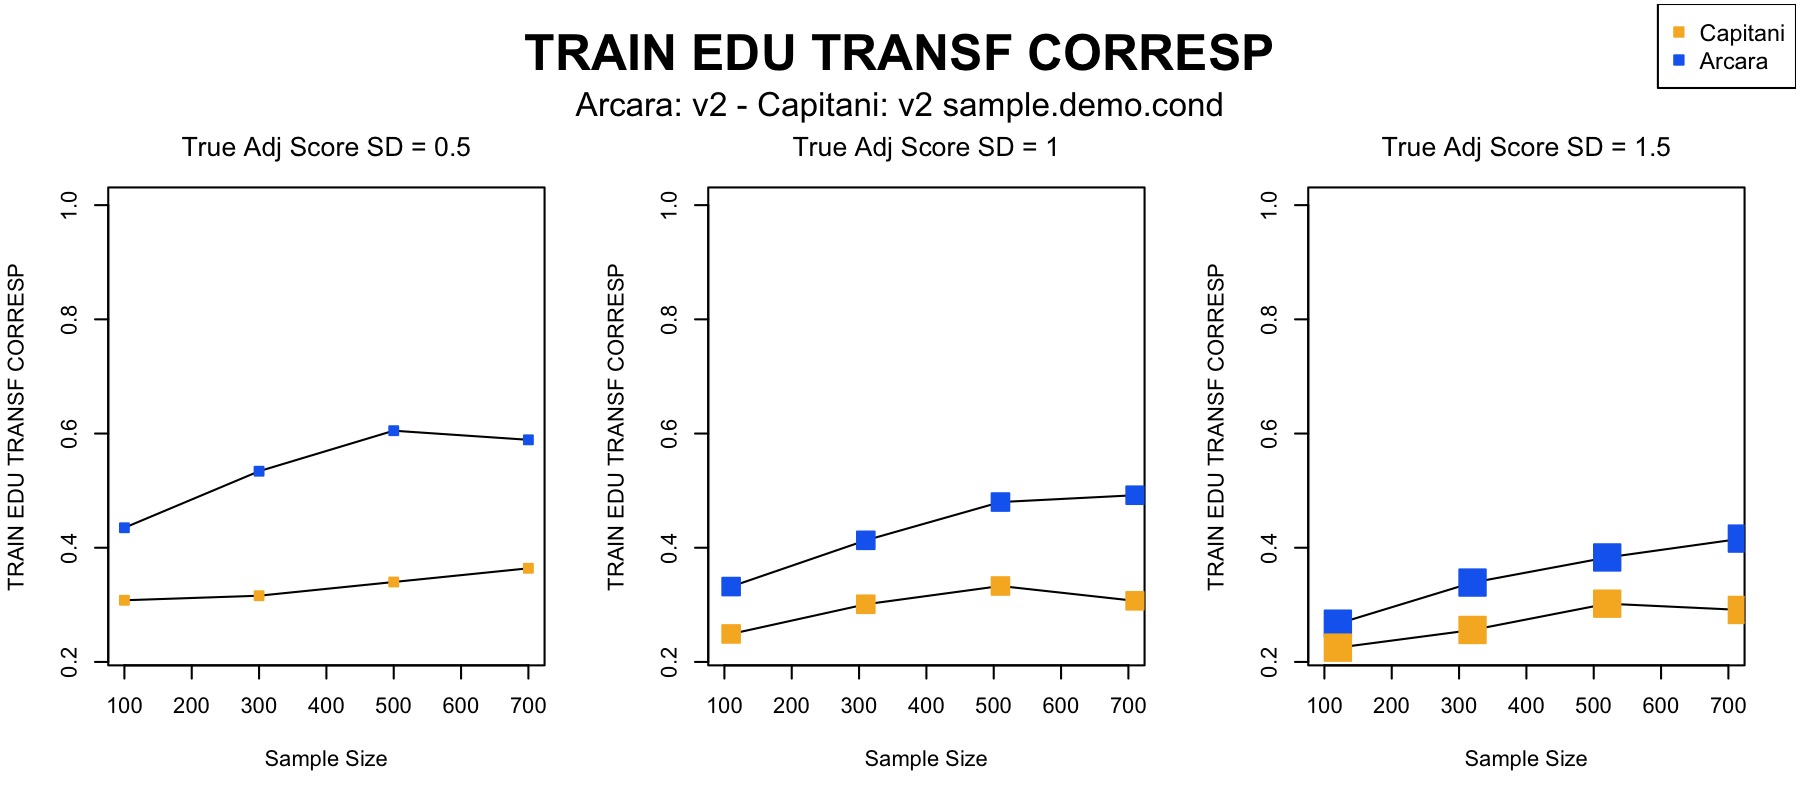 TRAIN EDU TRANSF CORRESP
Arcara: v2 - Capitani: v2 sample.demo.cond
Capitani
Arcara
True Adj Score SD = 0.5
TRAIN EDU TRANSF CORRESP
1.0
0.8
0.6
0.4
0.2
100 200 300 400 500 600 700
Sample Size
True Adj Score SD = 1
TRAIN EDU TRANSF CORRESP
1.0
0.8
0.6
0.4
0.2
100 200 300 400 500 600 700
Sample Size
True Adj Score SD = 1.5
TRAIN EDU TRANSF CORRESP
1.0
0.8
0.6
0.4
0.2
100 200 300 400 500 600 700
Sample Size